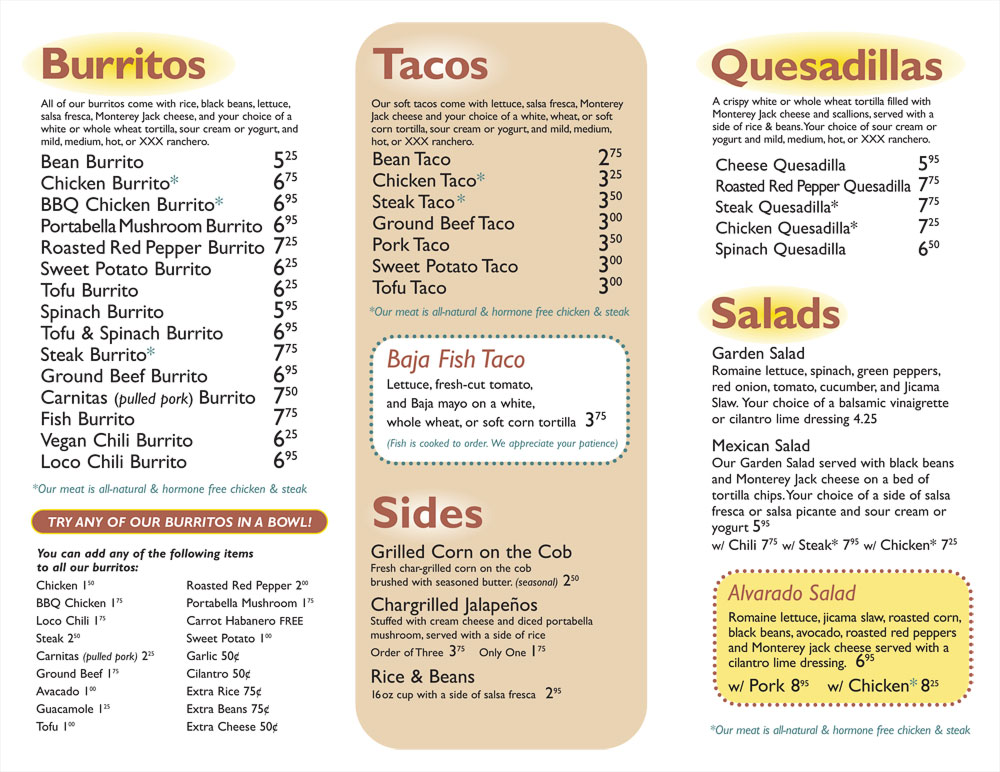 Burritos
All of our burritos come with rice, black beans, lettuce,
salsa fresca, Monterey Jack cheese, and your choice of a
white or whole wheat tortilla, sour cream or yogurt, and
mild, medium, hot, or XXX ranchero.
Bean Burrito 5 25
Chicken Burrito* 6 75
BBQ Chicken Burrito* 6 95
Portabella Mushroom Burrito 6 95
Roasted Red Pepper Burrito 7 25
Sweet Potato Burrito 6 25
Tofu Burrito 6 25
Spinach Burrito 5 95
Tofu & Spinach Burrito 6 95
Steak Burrito* 7 75
Ground Beef Burrito 6 95
Carnitas (pulled pork) Burrito 7 50
Fish Burrito 7 75
Vegan Chili Burrito 6 25
Loco Chili Burrito 6 95
*Our meat is all-natural & hormone free chicken & steak
TRY ANY OF OUR BURRITOS IN A BOWL!
You can add any of the following items
to all our burritos:
Chicken 1 50
BBQ Chicken 1 75
Loco Chili 1 75
Steak 2 50
Carnitas (pulled pork) 2 25
Ground Beef 1 75
Avacado 1 00
Guacamole 1 25
Tofu 1 00
Roasted Red Pepper 2 00
Portabella Mushroom 1 75
Carrot Habanero FREE
Sweet Potato 1 00
Garlic 50¢
Cilantro 50¢
Extra Rice 75¢
Extra Beans 75¢
Extra Cheese 50¢
Tacos
Our soft tacos come with lettuce, salsa fresca, Monterey
Jack cheese and your choice of a white, wheat, or soft
corn tortilla, sour cream or yogurt, and mild, medium,
hot, or XXX ranchero.
Bean Taco 2 75
Chicken Taco* 3 25
Steak Taco* 3 50
Ground Beef Taco 3 00
Pork Taco 3 50
Sweet Potato Taco 3 00
Tofu Taco 3 00
*Our meat is all-natural & hormone free chicken & steak
Baja Fish Taco
Lettuce, fresh-cut tomato,
and Baja mayo on a white,
whole wheat, or soft corn tortilla 3 75
(Fish is cooked to order. We appreciate your patience)
Sides
Grilled Corn on the Cob
Fresh char-grilled corn on the cob
brushed with seasoned butter. (seasonal) 2 50
Chargrilled Jalapeños
Stuffed with cream cheese and diced portabella
mushroom, served with a side of rice
Order of Three 3 75 Only One 1 75
Rice & Beans
16oz cup with a side of salsa fresca 2 95
Quesadillas
A crispy white or whole wheat tortilla filled with
Monterey Jack cheese and scallions, served with a
side of rice & beans. Your choice of sour cream or
yogurt and mild, medium, hot, or XXX ranchero.
Cheese Quesadilla 5 95
Roasted Red Pepper Quesadilla 7 75
Steak Quesadilla* 7 75
Chicken Quesadilla* 7 25
Spinach Quesadilla 6 50
Salads
Garden Salad
Romaine lettuce, spinach, green peppers,
red onion, tomato, cucumber, and Jicama
Slaw. Your choice of a balsamic vinaigrette
or cilantro lime dressing 4.25
Mexican Salad
Our Garden Salad served with black beans
and Monterey Jack cheese on a bed of
tortilla chips. Your choice of a side of salsa
fresca or salsa picante and sour cream or
yogurt 5 95
w/ Chili 7 75 w/ Steak* 7 95 w/ Chicken* 7 25
Alvarado Salad
Romaine lettuce, jicama slaw, roasted corn,
black beans, avocado, roasted red peppers
and Monterey jack cheese served with a
cilantro lime dressing. 6 95
w/ Pork 8 95 w/ Chicken* 8 25
*Our meat is all-natural & hormone free chicken & steak